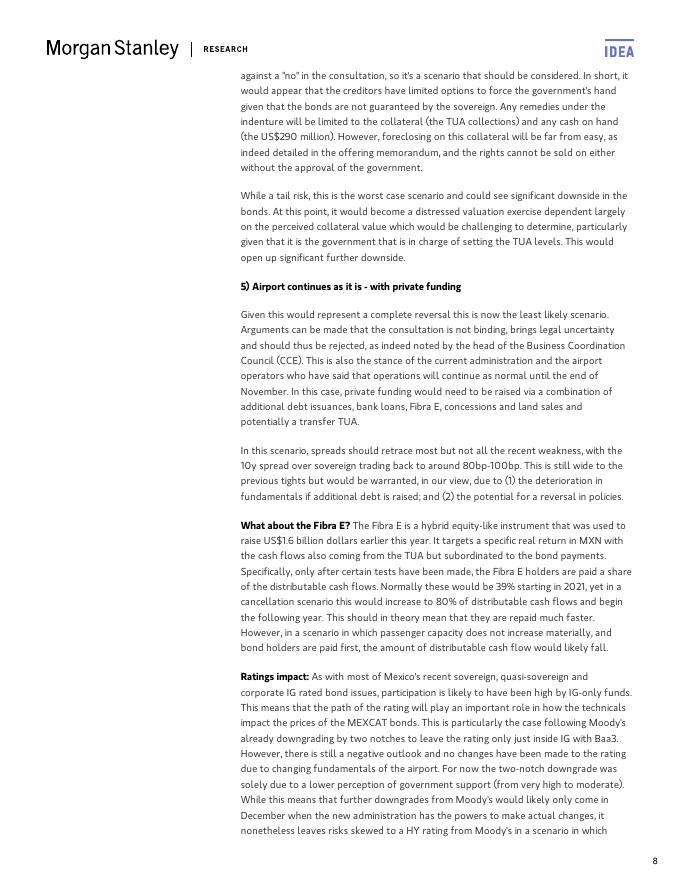 Morgan Stanley | RESEARCH
IDEA
against a "no" in the consultation, so it's a scenario that should be considered. In short, it
would appear that the creditors have limited options to force the government's hand
given that the bonds are not guaranteed by the sovereign. Any remedies under the
indenture will be limited to the collateral (the TUA collections) and any cash on hand
(the US$290 million). However, foreclosing on this collateral will be far from easy, as
indeed detailed in the offering memorandum, and the rights cannot be sold on either
without the approval of the government.
While a tail risk, this is the worst case scenario and could see significant downside in the
bonds. At this point, it would become a distressed valuation exercise dependent largely
on the perceived collateral value which would be challenging to determine, particularly
given that it is the government that is in charge of setting the TUA levels. This would
open up significant further downside.
5) Airport continues as it is - with private funding
Given this would represent a complete reversal this is now the least likely scenario.
Arguments can be made that the consultation is not binding, brings legal uncertainty
and should thus be rejected, as indeed noted by the head of the Business Coordination
Council (CCE). This is also the stance of the current administration and the airport
operators who have said that operations will continue as normal until the end of
November. In this case, private funding would need to be raised via a combination of
additional debt issuances, bank loans, Fibra E, concessions and land sales and
potentially a transfer TUA.
In this scenario, spreads should retrace most but not all the recent weakness, with the
10y spread over sovereign trading back to around 80bp-100bp. This is still wide to the
previous tights but would be warranted, in our view, due to (1) the deterioration in
fundamentals if additional debt is raised; and (2) the potential for a reversal in policies.
What about the Fibra E? The Fibra E is a hybrid equity-like instrument that was used to
raise US$1.6 billion dollars earlier this year. It targets a specific real return in MXN with
the cash flows also coming from the TUA but subordinated to the bond payments.
Specifically, only after certain tests have been made, the Fibra E holders are paid a share
of the distributable cash flows. Normally these would be 39% starting in 2021, yet in a
cancellation scenario this would increase to 80% of distributable cash flows and begin
the following year. This should in theory mean that they are repaid much faster.
However, in a scenario in which passenger capacity does not increase materially, and
bond holders are paid first, the amount of distributable cash flow would likely fall.
Ratings impact: As with most of Mexico's recent sovereign, quasi-sovereign and
corporate IG rated bond issues, participation is likely to have been high by IG-only funds.
This means that the path of the rating will play an important role in how the technicals
impact the prices of the MEXCAT bonds. This is particularly the case following Moody's
already downgrading by two notches to leave the rating only just inside IG with Baa3.
However, there is still a negative outlook and no changes have been made to the rating
due to changing fundamentals of the airport. For now the two-notch downgrade was
solely due to a lower perception of government support (from very high to moderate).
While this means that further downgrades from Moody's would likely only come in
December when the new administration has the powers to make actual changes, it
nonetheless leaves risks skewed to a HY rating from Moody's in a scenario in which
8